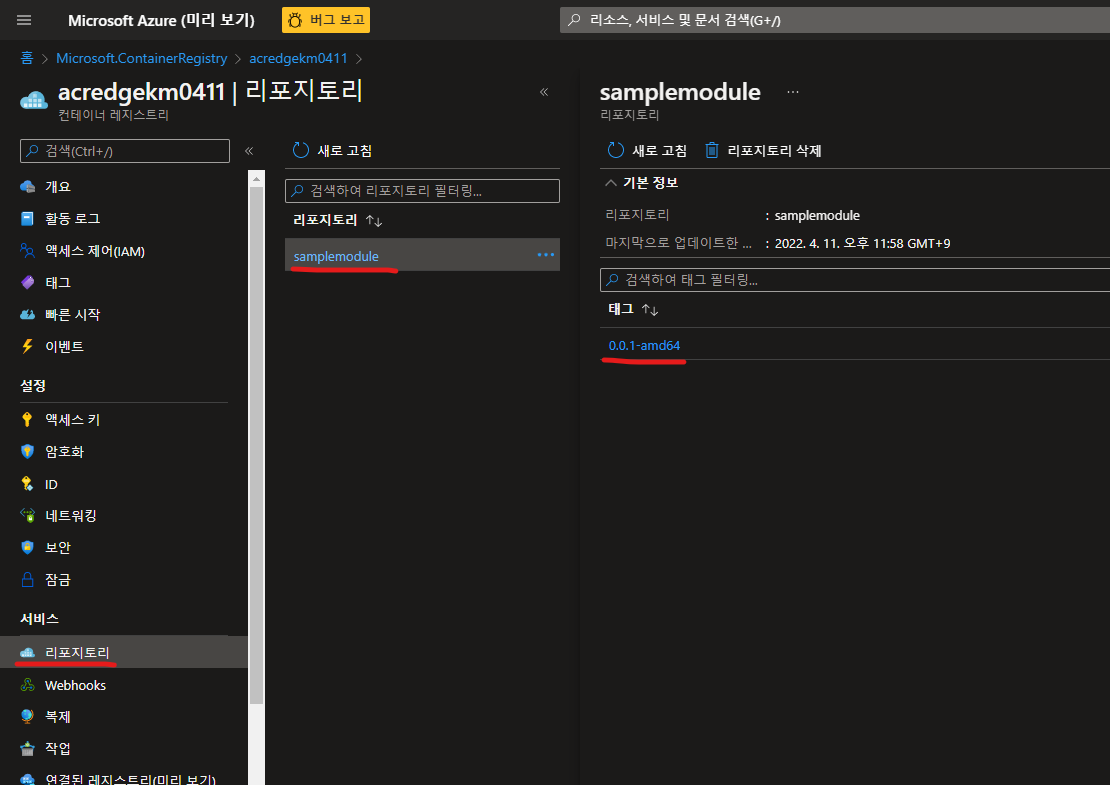 Microsoft Azure (미리 보기)
버그 보고
리소스, 서비스 및 문서 검색(G+/)
홈 > Microsoft.ContainerRegistry > acredgekm0411 >
acredgekm0411 | 리포지토리
컨테이너 레지스트리
검색(Ctrl+/)
개요
활동 로그
액세스 제어(IAM)
태그
빠른 시작
이벤트
설정
액세스 키
암호화
ID
네트워킹
보안
잠금
서비스
리포지토리
Webhooks
복제
작업
연결된 레지스트리(미리 보기)
새로 고침
검색하여 리포지토리 필터링...
리포지토리 ↑↓
samplemodule ...
samplemodule ...
리포지토리
새로 고침 리포지토리 삭제
기본 정보
리포지토리 : samplemodule
마지막으로 업데이트한 ... : 2022. 4. 11. 오후 11:58 GMT+9
검색하여 태그 필터링...
태그 ↑↓
0.0.1-amd64